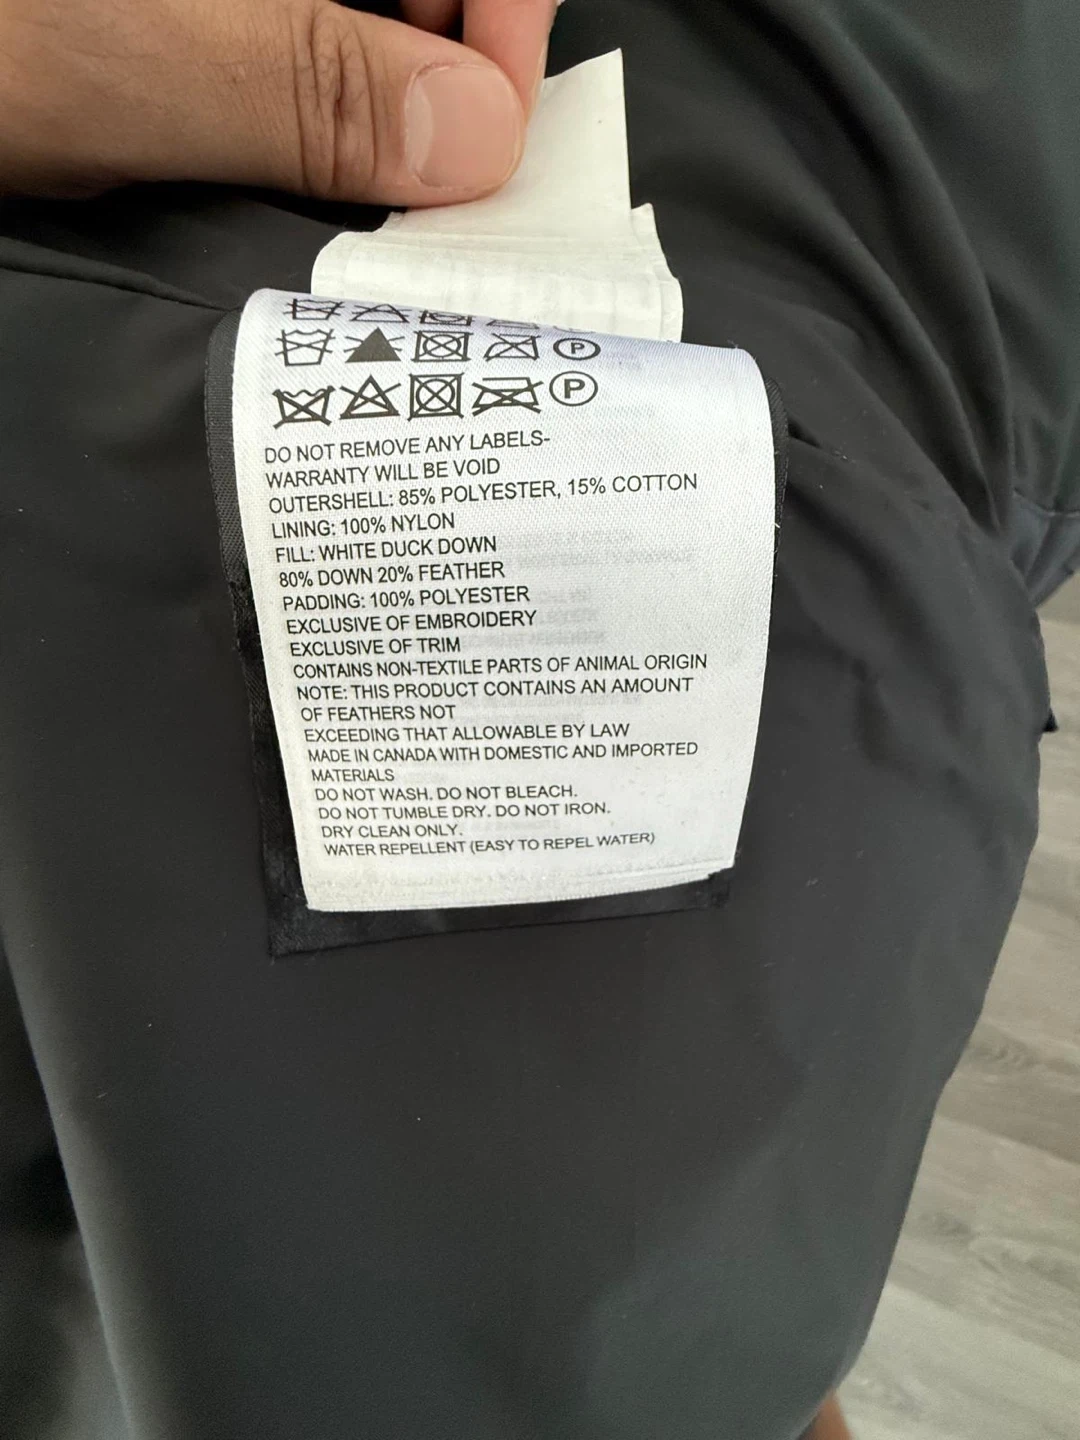 P
P
DO NOT REMOVE ANY LABELS-
WARRANTY WILL BE VOID
OUTERSHELL: 85% POLYESTER, 15% COTTON
LINING: 100% NYLON
FILL: WHITE DUCK DOWN
80% DOWN 20% FEATHER
PADDING: 100% POLYESTER
EXCLUSIVE OF EMBROIDERY
EXCLUSIVE OF TRIM
CONTAINS NON-TEXTILE PARTS OF ANIMAL ORIGIN
NOTE: THIS PRODUCT CONTAINS AN AMOUNT
OF FEATHERS NOT
EXCEEDING THAT ALLOWABLE BY LAW
MADE IN CANADA WITH DOMESTIC AND IMPORTED
MATERIALS
DO NOT WASH. DO NOT BLEACH.
DO NOT TUMBLE DRY. DO NOT IRON.
DRY CLEAN ONLY.
WATER REPELLENT (EASY TO REPEL WATER)